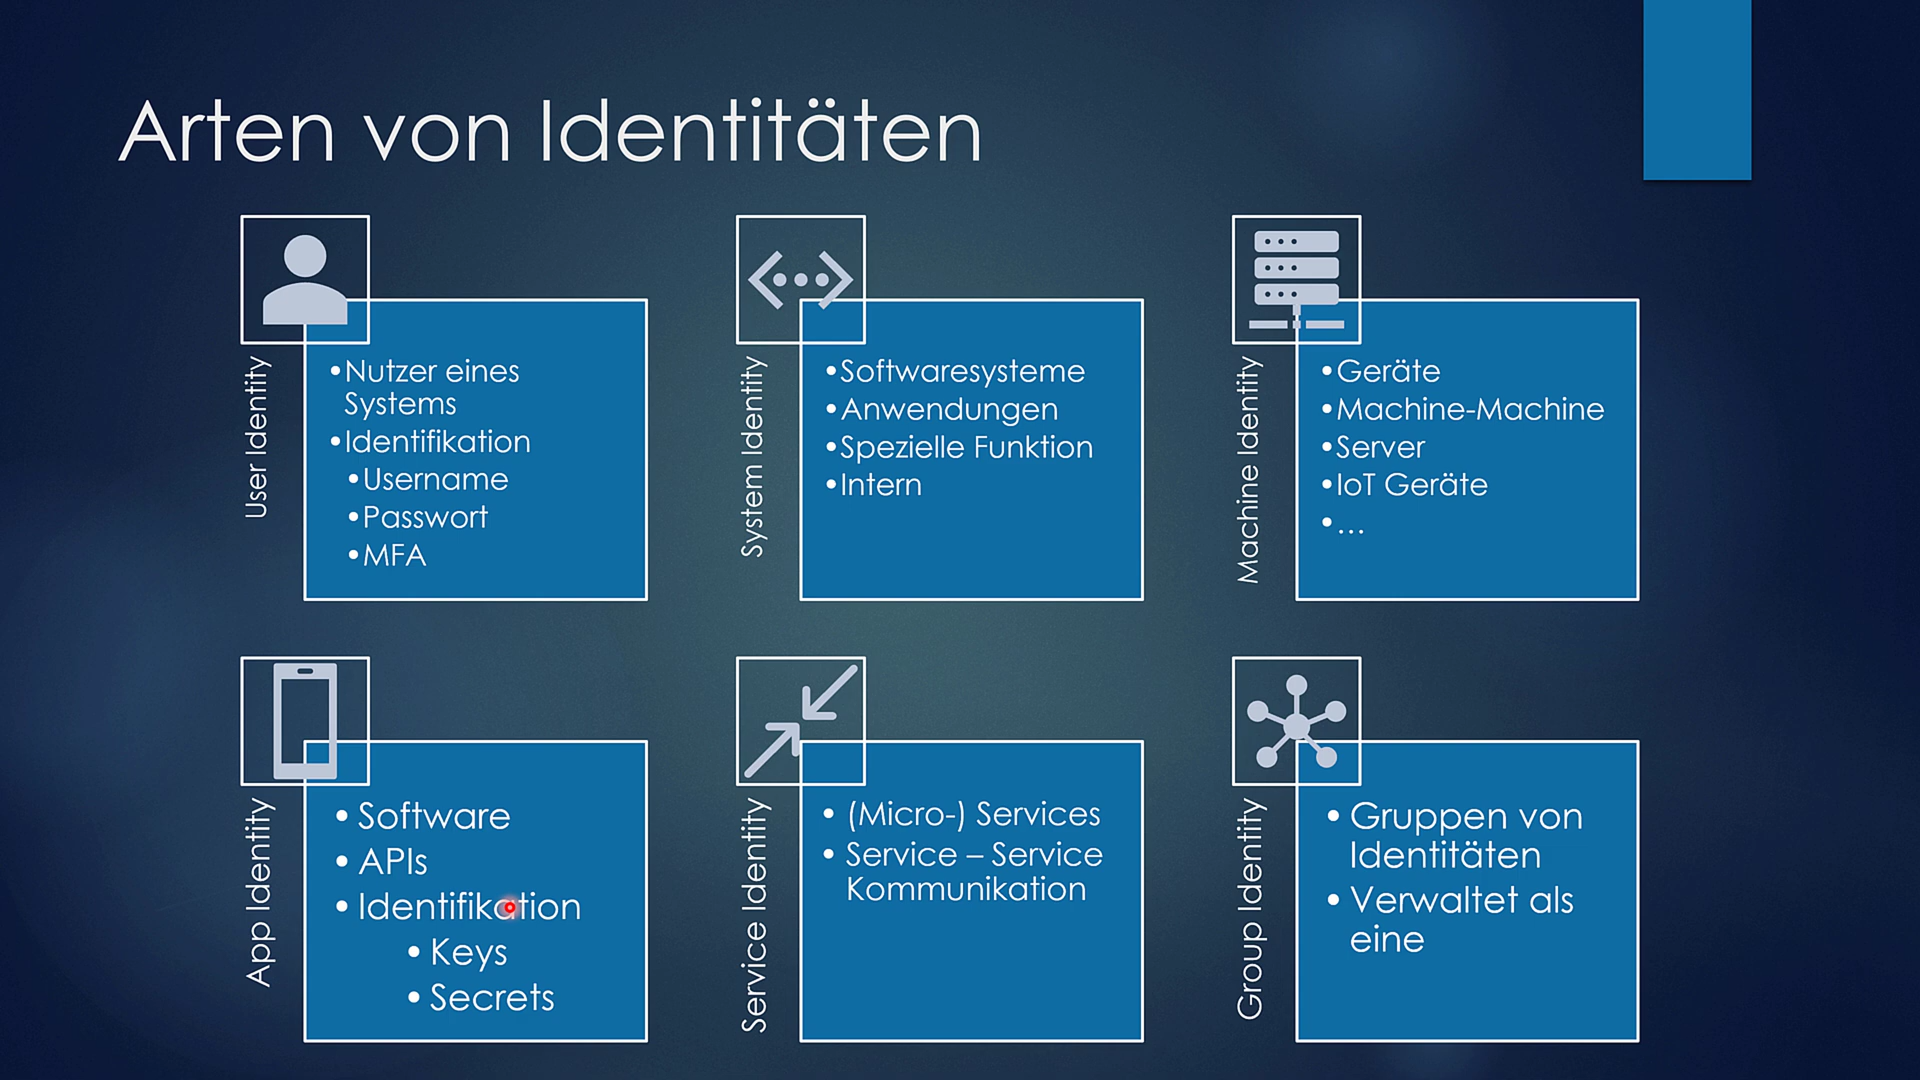 Arten von Identitäten
User Identity
•Nutzer eines
Systems
•Identifikation
•Username
•Passwort
•MFA
System Identity
•Softwaresysteme
•Anwendungen
•Spezielle Funktion
•Intern
Machine Identity
•Geräte
•Machine-Machine
•Server
•IoT Geräte
•...
App Identity
• Software
• APIs
• Identifikation
• Keys
• Secrets
Service Identity
• (Micro-) Services
• Service – Service
Kommunikation
Group Identity
• Gruppen von
Identitäten
• Verwaltet als
eine